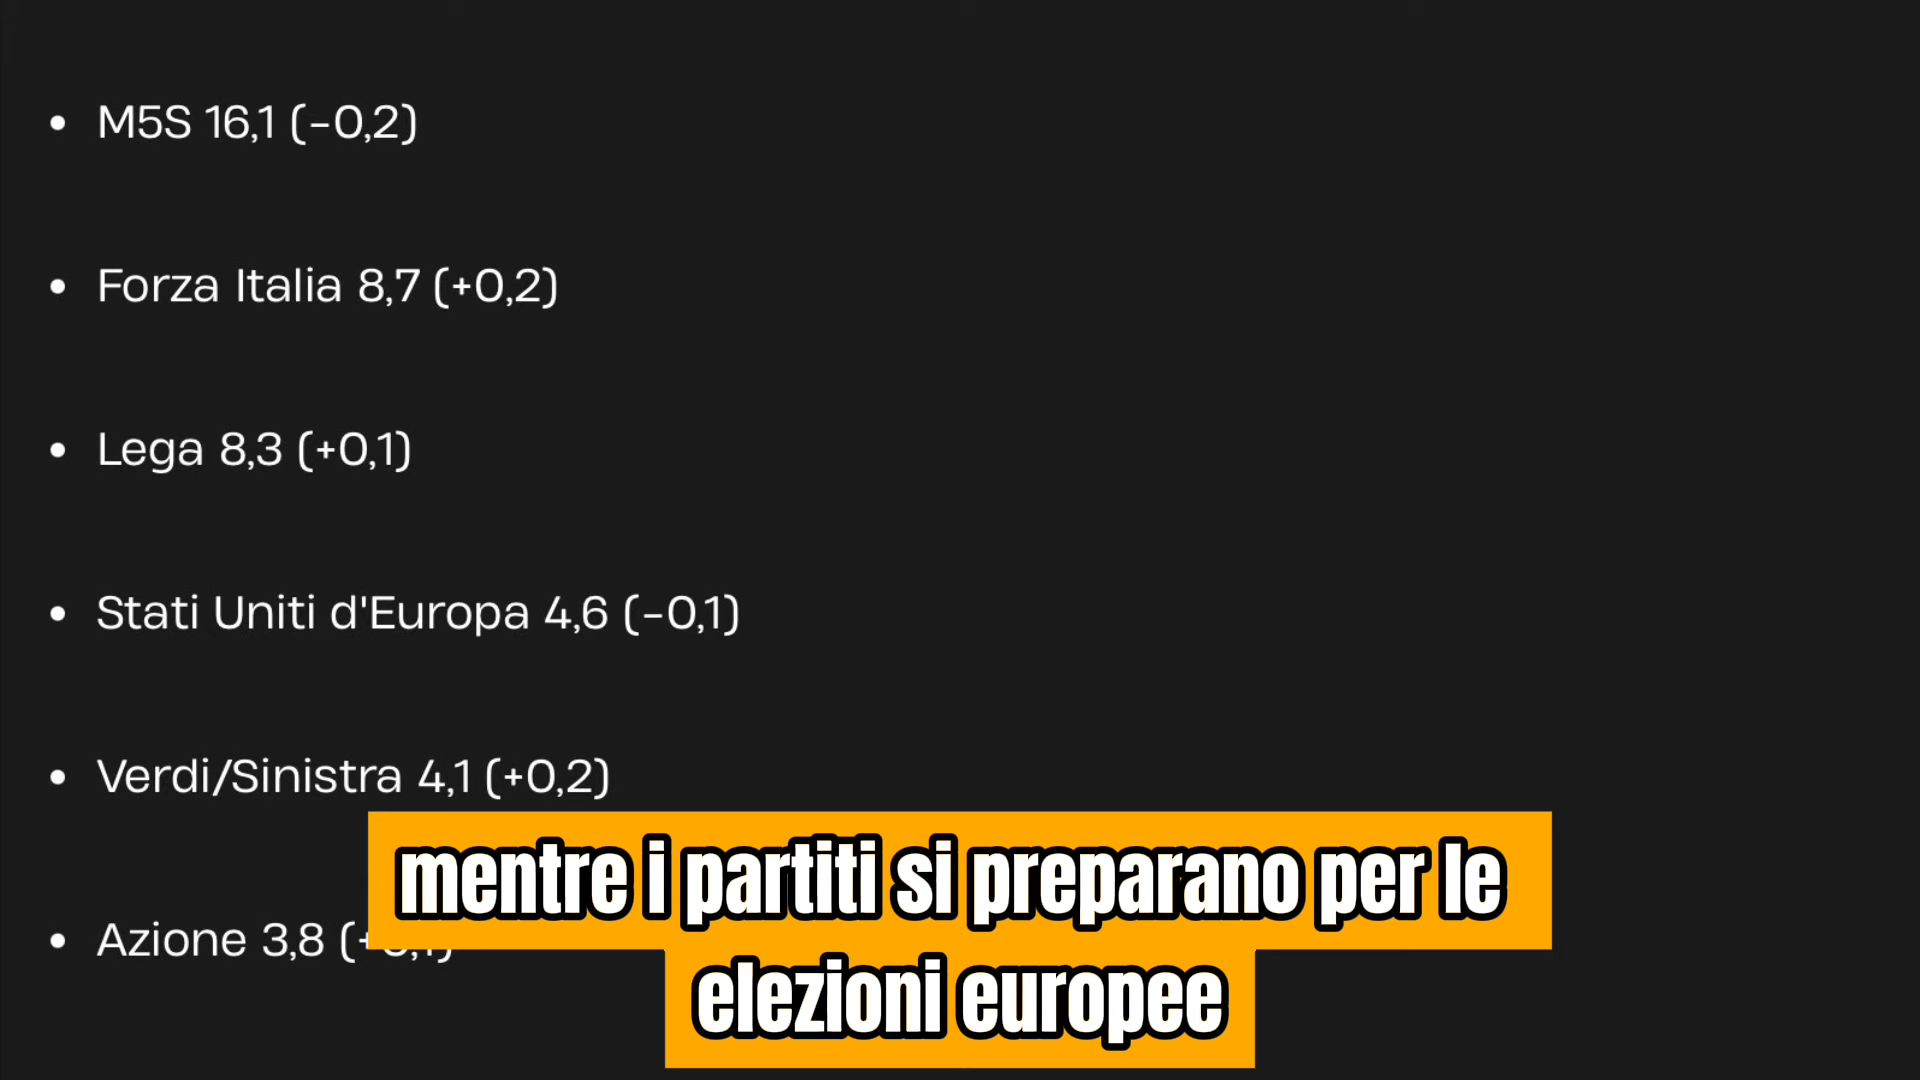 • M5S 16,1 (-0,2)
• Forza Italia 8,7 (+0,2)
• Lega 8,3 (+0,1)
• Stati Uniti d'Europa 4,6 (-0,1)
• Verdi/Sinistra 4,1 (+0,2)
• Azione 3,8
mentre i partiti si preparano per le
elezioni europee